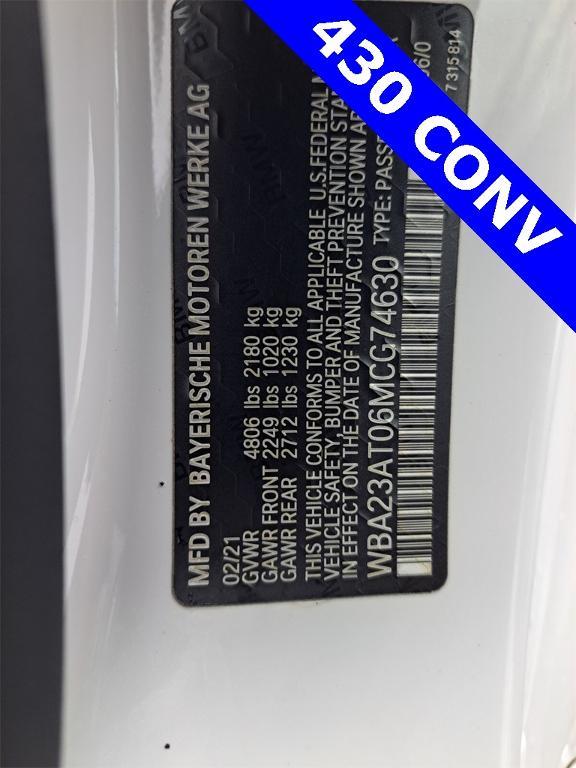 430 CONV
MFD BY BAYERISCHE MOTOREN WERKE AG
02/21
GVWR 4806 lbs 2180 kg
GAWR FRONT 2249 lbs 1020 kg
GAWR REAR 2712 lbs 1230 kg
THIS VEHICLE CONFORMS TO ALL APPLICABLE U.S.FEDERAL
VEHICLE SAFETY, BUMPER AND THEFT PREVENTION
IN EFFECT ON THE DATE OF MANUFACTURE SHOWN
WBA23AT06MCG74630 TYPE:
7 315 814
BMW